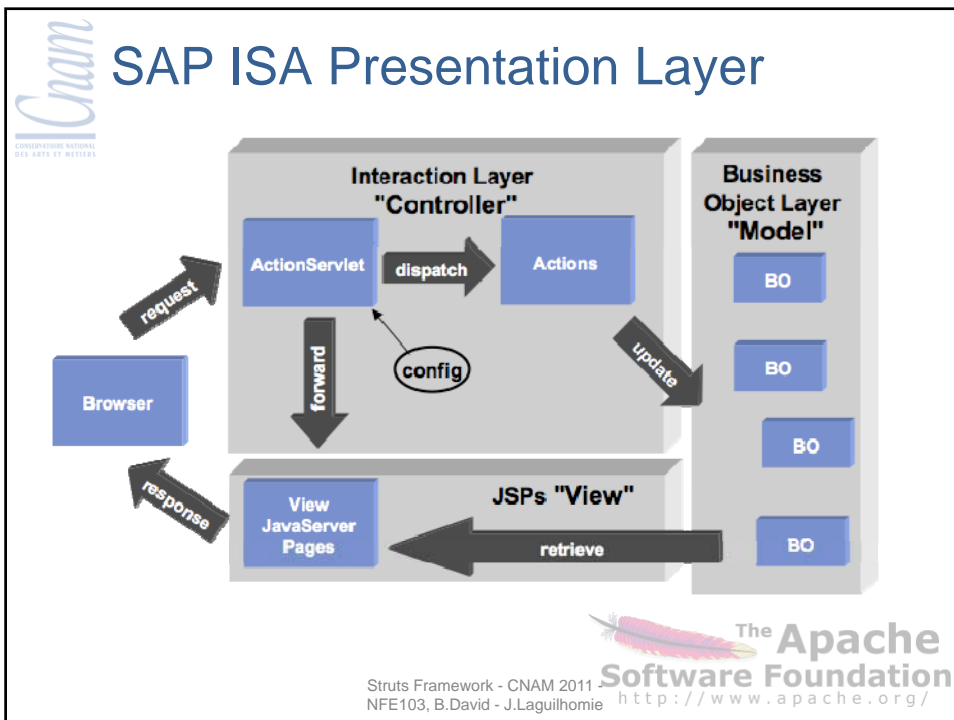 Cnam
CONSERVATOIRE NATIONAL
DES ARTS ET METIERS
SAP ISA Presentation Layer
Interaction Layer
"Controller"
Business
Object Layer
"Model"
ActionServlet
dispatch
Actions
BO
request
config
update
BO
forward
Browser
BO
response
View
JavaServer
Pages
JSPs "View"
retrieve
BO
The Apache
Software Foundation
http://www.apache.org/
Struts Framework - CNAM 2011 -
NFE103, B.David - J.Laguilhomie